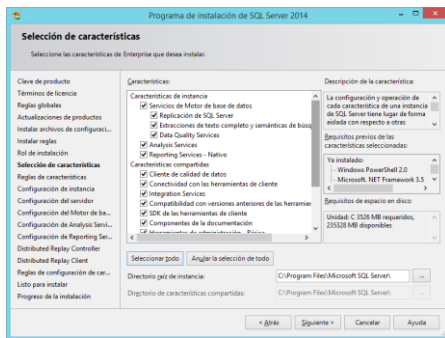 Programa de instalación de SQL Server 2014
Selección de características
Seleccione las características de Enterprise que desea instalar.
Clave de producto
Términos de licencia
Reglas globales
Actualizaciones de productos
Instalar archivos de configuraci...
Instalar reglas
Rol de instalación
Selección de características
Reglas de características
Configuración de instancia
Configuración del servidor
Configuración del Motor de ba...
Configuración de Analysis Servi...
Configuración de Reporting Ser...
Distributed Replay Controller
Distributed Replay Client
Reglas de configuración de car...
Listo para instalar
Progreso de la instalación
Características:
Características de instancia
Servicios de Motor de base de datos
Replicación de SQL Server
Extracciones de texto completo y semánticas de búsq
Data Quality Services
Analysis Services
Reporting Services - Nativo
Características compartidas
Cliente de calidad de datos
Conectividad con las herramientas de cliente
Integration Services
Compatibilidad con versiones anteriores de las herramier
SDK de las herramientas de cliente
Componentes de la documentación
Herramientas de administración - Básica
Descripción de la característica:
La configuración y operación de
cada característica de una instancia
de SQL Server tiene lugar de forma
aislada con respecto a otras
Requisitos previos de las
características seleccionadas:
Ya instalado:
Windows PowerShell 2.0
Microsoft .NET Framework 3.5
Requisitos de espacio en disco
Unidad: C 3526 MB requeridos,
235328 MB disponibles
Seleccionar todo
Anular la selección de todo
Directorio raíz de instancia:
C:\Program Files\Microsoft SQL Server\
...
Directorio de características compartidas:
C:\Program Files\Microsoft SQL Server\
...
< Atrás
Siguiente >
Cancelar
Ayuda